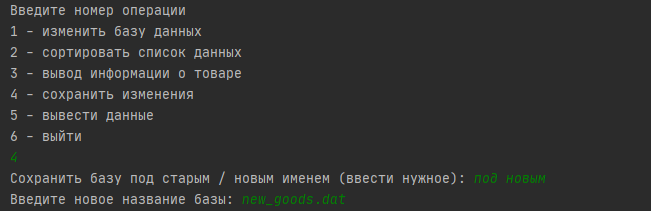 Введите номер операции
1 - изменить базу данных
2 - сортировать список данных
3 - вывод информации о товаре
4 - сохранить изменения
5 - вывести данные
6 - выйти
4
Сохранить базу под старым / новым именем (ввести нужное): под новым
Введите новое название базы: new_goods.dat